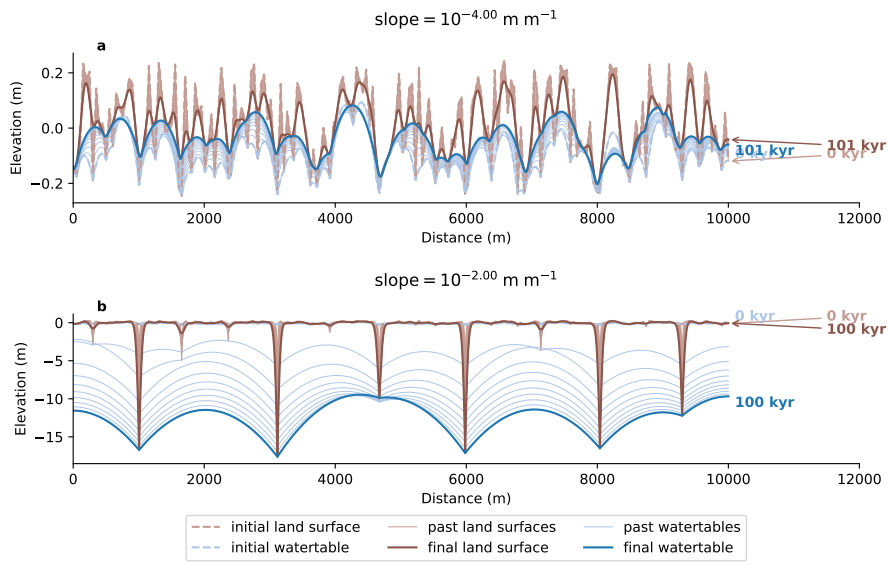 slope = 10^−4.00 m m^−1
a
Elevation (m)
0.2
0.0
−0.2
101 kyr
0 kyr
101 kyr
0 kyr
0 2000 4000 6000 8000 10000 12000
Distance (m)
slope = 10^−2.00 m m^−1
b
Elevation (m)
0
−5
−10
−15
0 kyr
0 kyr
100 kyr
100 kyr
0 2000 4000 6000 8000 10000 12000
Distance (m)
initial land surface past land surfaces past watertables
initial watertable final land surface final watertable